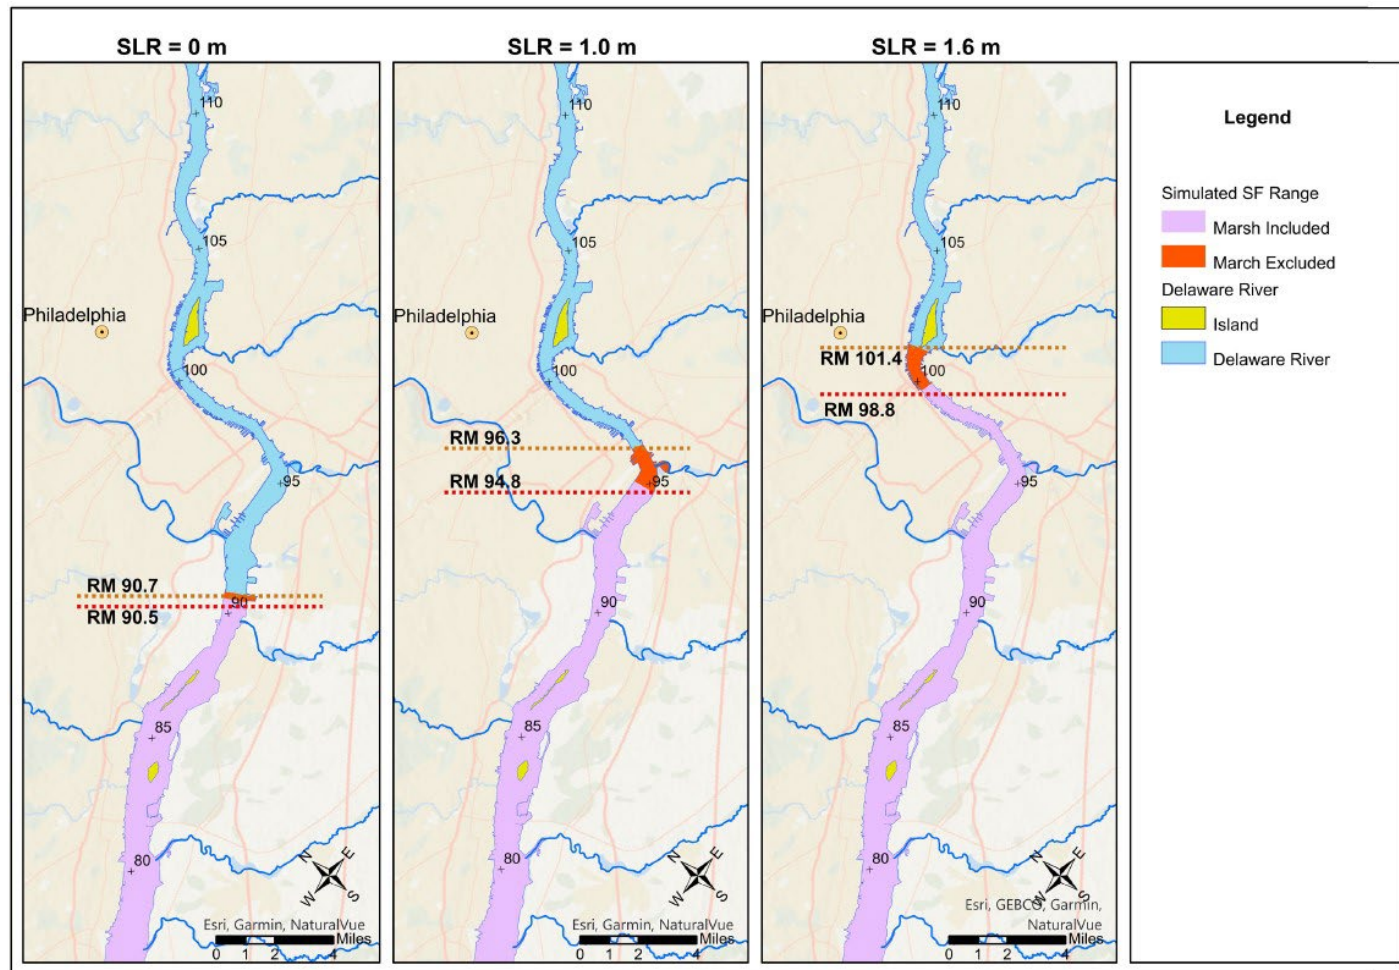 SLR = 0 m
110
105
Philadelphia
100
95
RM 90.7
90
RM 90.5
85
80
N
E
W
S
Esri, Garmin, NaturalVue
Miles
0 1 2 4
SLR = 1.0 m
110
105
Philadelphia
100
RM 96.3
RM 94.8
95
90
85
80
N
E
W
S
Esri, Garmin, NaturalVue
Miles
0 1 2 4
SLR = 1.6 m
110
105
Philadelphia
RM 101.4
100
RM 98.8
95
90
85
80
N
E
W
S
Esri, GEBCO, Garmin,
NaturalVue
Miles
0 1 2 4
Legend
Simulated SF Range
Marsh Included
March Excluded
Delaware River
Island
Delaware River